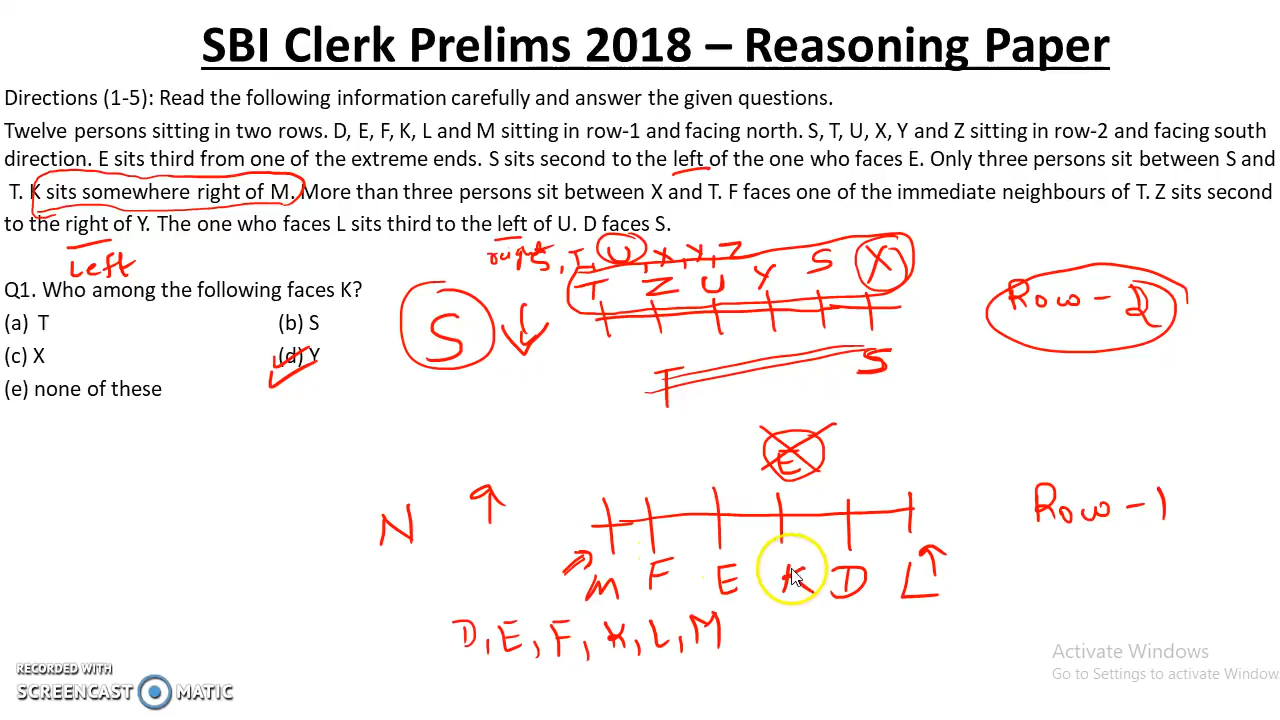 SBI Clerk Prelims 2018 – Reasoning Paper
Directions (1-5): Read the following information carefully and answer the given questions.
Twelve persons sitting in two rows. D, E, F, K, L and M sitting in row-1 and facing north. S, T, U, X, Y and Z sitting in row-2 and facing south
direction. E sits third from one of the extreme ends. S sits second to the left of the one who faces E. Only three persons sit between S and
T. K sits somewhere right of M. More than three persons sit between X and T. F faces one of the immediate neighbours of T. Z sits second
to the right of Y. The one who faces L sits third to the left of U. D faces S.
Left
right
S, T, U, X, Y, Z
T Z U Y S X
Row - 2
Q1. Who among the following faces K?
(a) T (b) S
(c) X (d) Y
(e) none of these
S
T S
E
N
Row - 1
M F E K D L
D, E, F, K, L, M
Activate Windows
Go to Settings to activate Window
RECORDED WITH
SCREENCAST MATIC